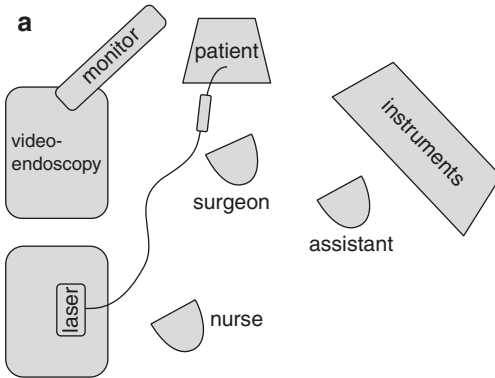 a
monitor
patient
video-
endoscopy
instruments
surgeon
assistant
laser
nurse